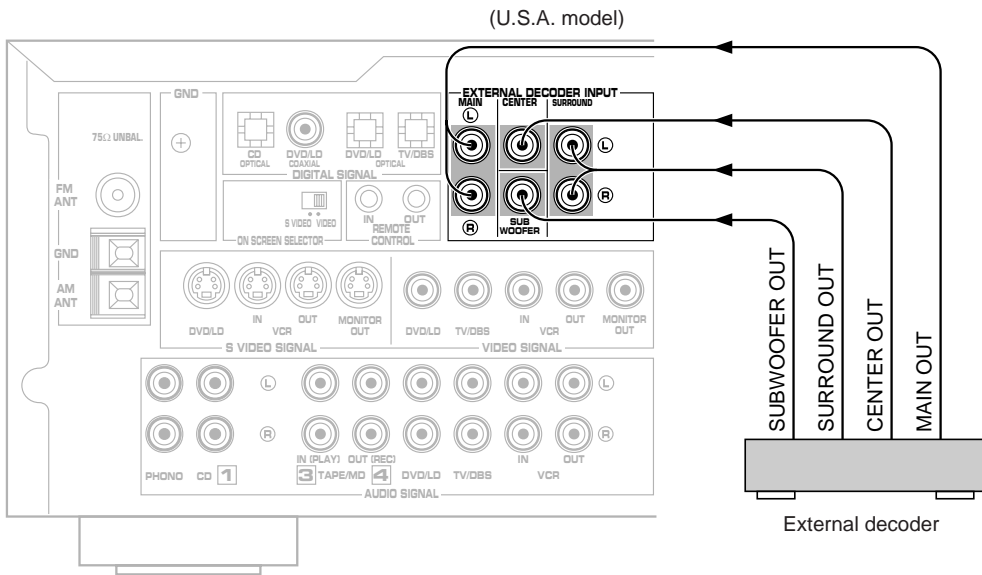 (U.S.A. model)
EXTERNAL DECODER INPUT
MAIN CENTER SURROUND
L
L
R
R
SUB
WOOFER
GND
75Ω UNBAL.
FM
ANT
GND
AM
ANT
CD
OPTICAL
DVD/LD
COAXIAL
DVD/LD TV/DBS
OPTICAL
DIGITAL SIGNAL
S VIDEO VIDEO
ON SCREEN SELECTOR
IN OUT
REMOTE
CONTROL
DVD/LD
IN OUT
VCR
MONITOR
OUT
S VIDEO SIGNAL
DVD/LD TV/DBS
IN OUT
VCR
MONITOR
OUT
VIDEO SIGNAL
L
L
R
R
PHONO CD 1
IN (PLAY) OUT (REC)
3 TAPE/MD 4
DVD/LD TV/DBS
IN OUT
VCR
AUDIO SIGNAL
SUBWOOFER OUT
SURROUND OUT
CENTER OUT
MAIN OUT
External decoder